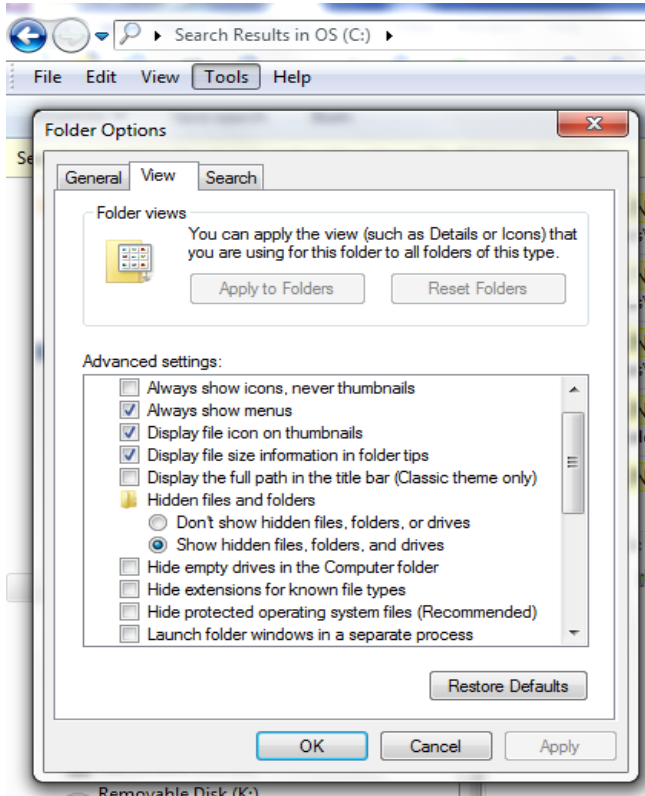 Search Results in OS (C:)
File Edit View Tools Help
Folder Options
Se
General View Search
Folder views
You can apply the view (such as Details or Icons) that
you are using for this folder to all folders of this type.
Apply to Folders Reset Folders
Advanced settings:
Always show icons, never thumbnails
Always show menus
Display file icon on thumbnails
Display file size information in folder tips
Display the full path in the title bar (Classic theme only)
Hidden files and folders
Don't show hidden files, folders, or drives
Show hidden files, folders, and drives
Hide empty drives in the Computer folder
Hide extensions for known file types
Hide protected operating system files (Recommended)
Launch folder windows in a separate process
Restore Defaults
OK Cancel Apply
Removable Disk (K:)